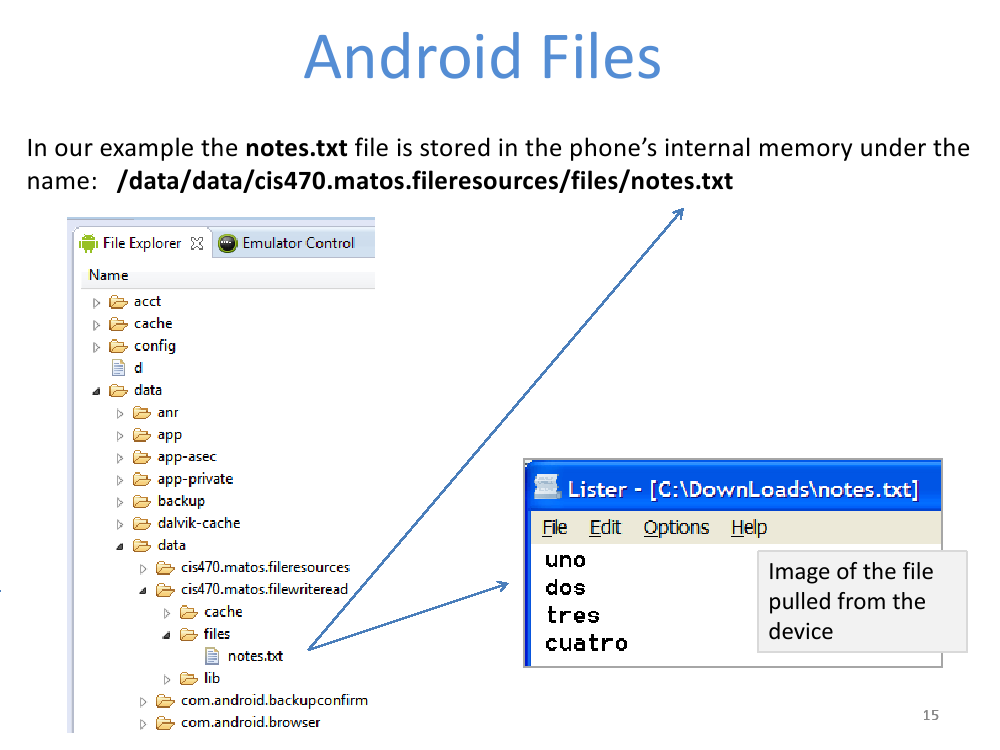 Android Files
In our example the notes.txt file is stored in the phone’s internal memory under the
name: /data/data/cis470.matos.fileresources/files/notes.txt
File Explorer Emulator Control
Name
acct
cache
config
d
data
anr
app
app-asec
app-private
backup
dalvik-cache
data
cis470.matos.fileresources
cis470.matos.filewriteread
cache
files
notes.txt
lib
com.android.backupconfirm
com.android.browser
Lister - [C:\DownLoads\notes.txt]
File Edit Options Help
uno
dos
tres
cuatro
Image of the file
pulled from the
device
15